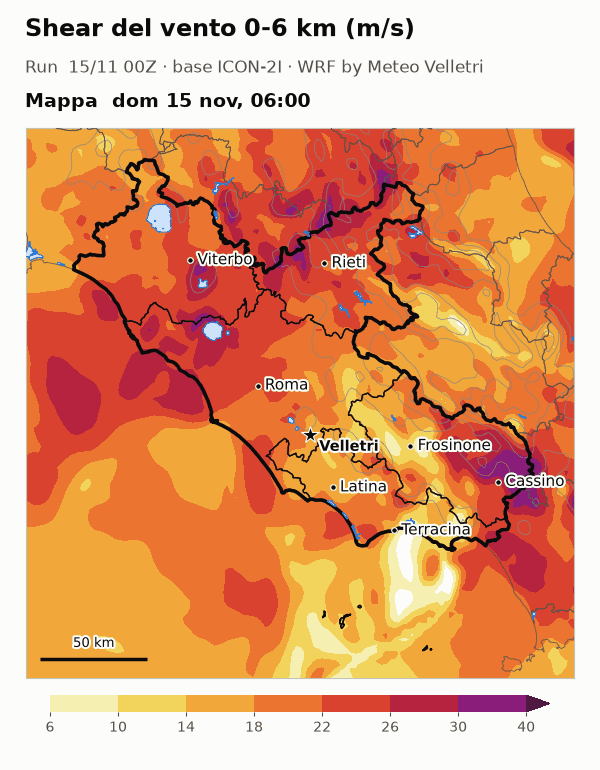 Shear del vento 0-6 km (m/s)
Run  15/11 00Z · base ICON-2I · WRF by Meteo Velletri
Mappa  dom 15 nov, 06:00
Viterbo
Rieti
Roma
Velletri
Frosinone
Latina
Cassino
Terracina
50 km
6 10 14 18 22 26 30 40